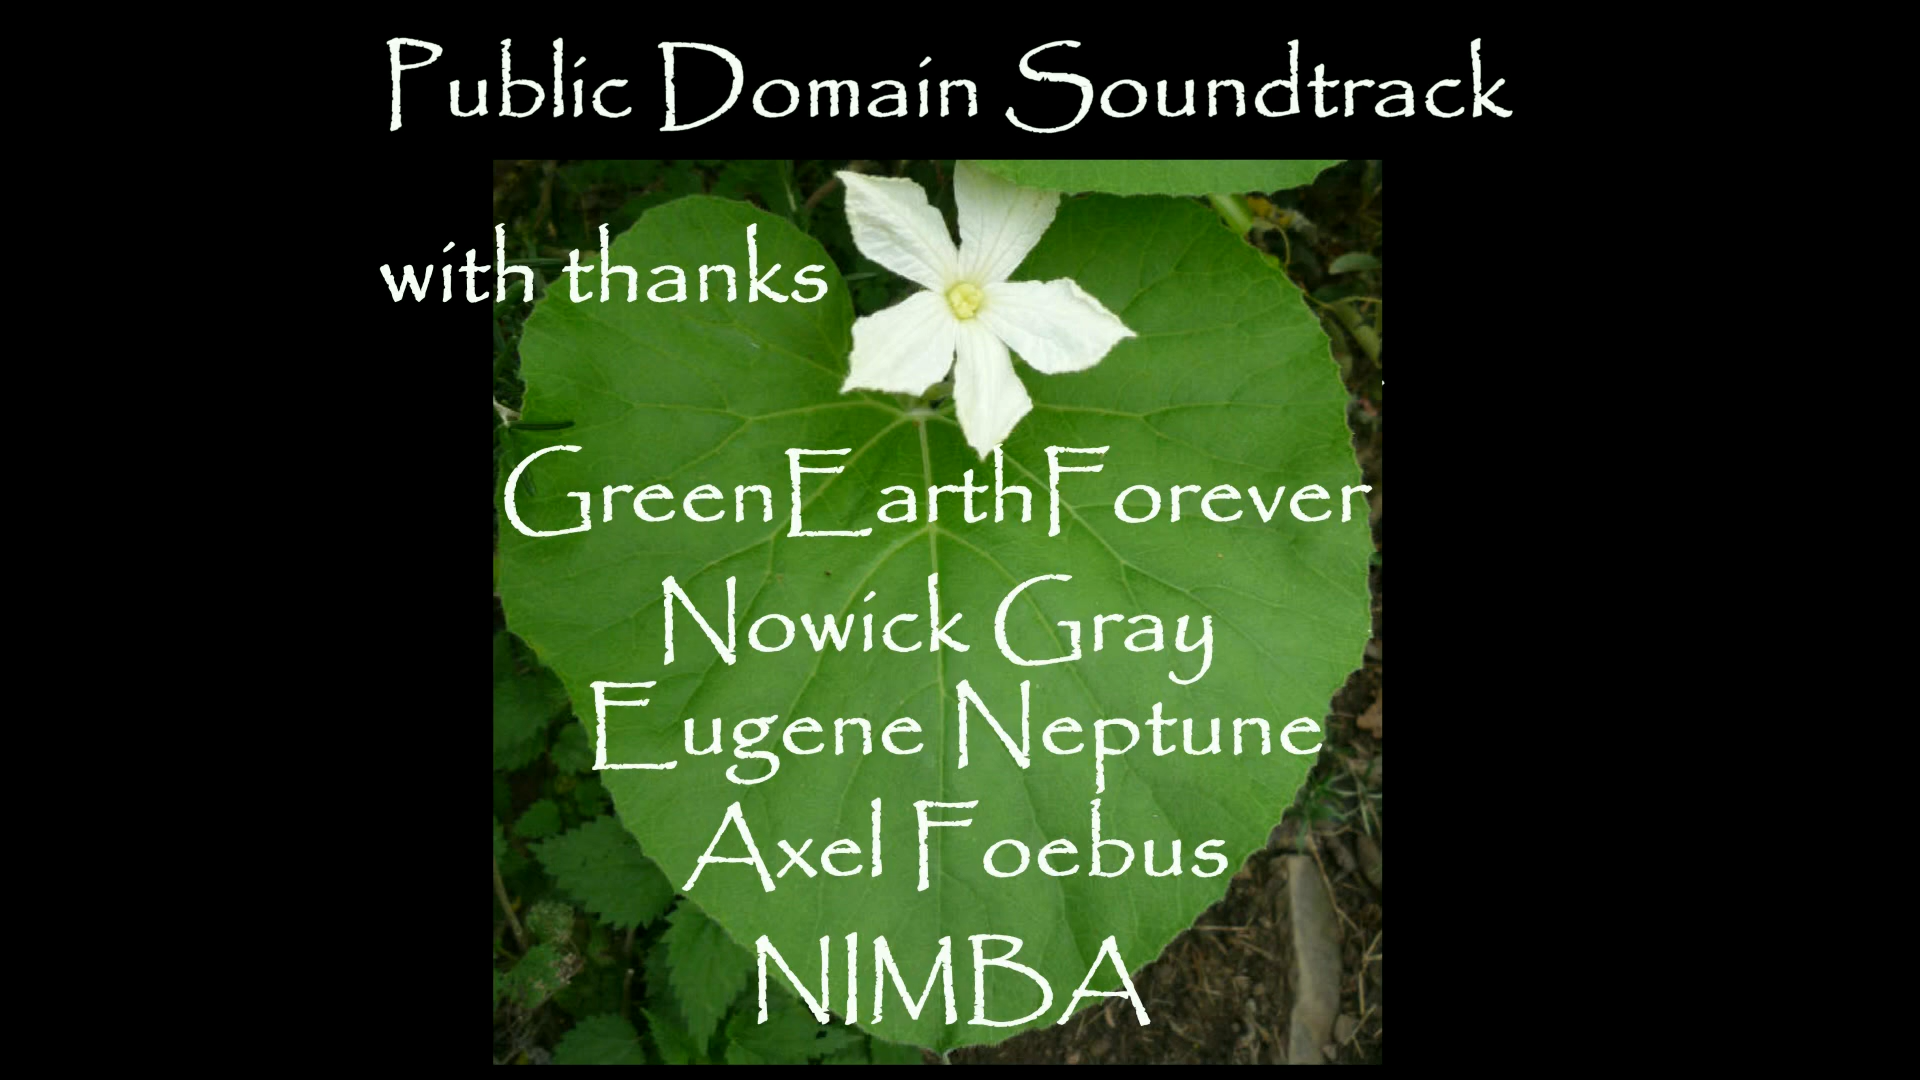 Public Domain Soundtrack
with thanks
GreenEarthForever
Nowick Gray
Eugene Neptune
Axel Foebus
NIMBA